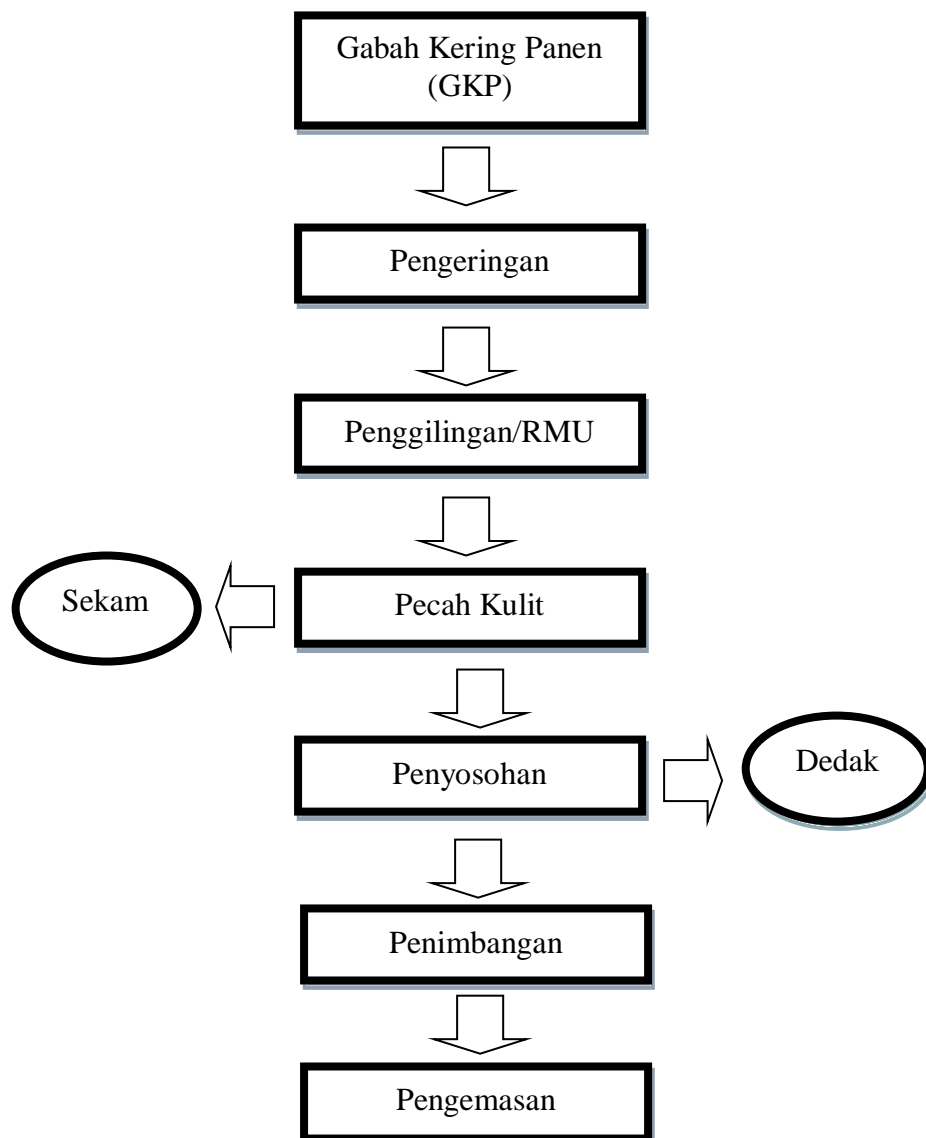 Gabah Kering Panen
(GKP)
Pengeringan
Penggilingan/RMU
Sekam
Pecah Kulit
Penyosohan
Dedak
Penimbangan
Pengemasan